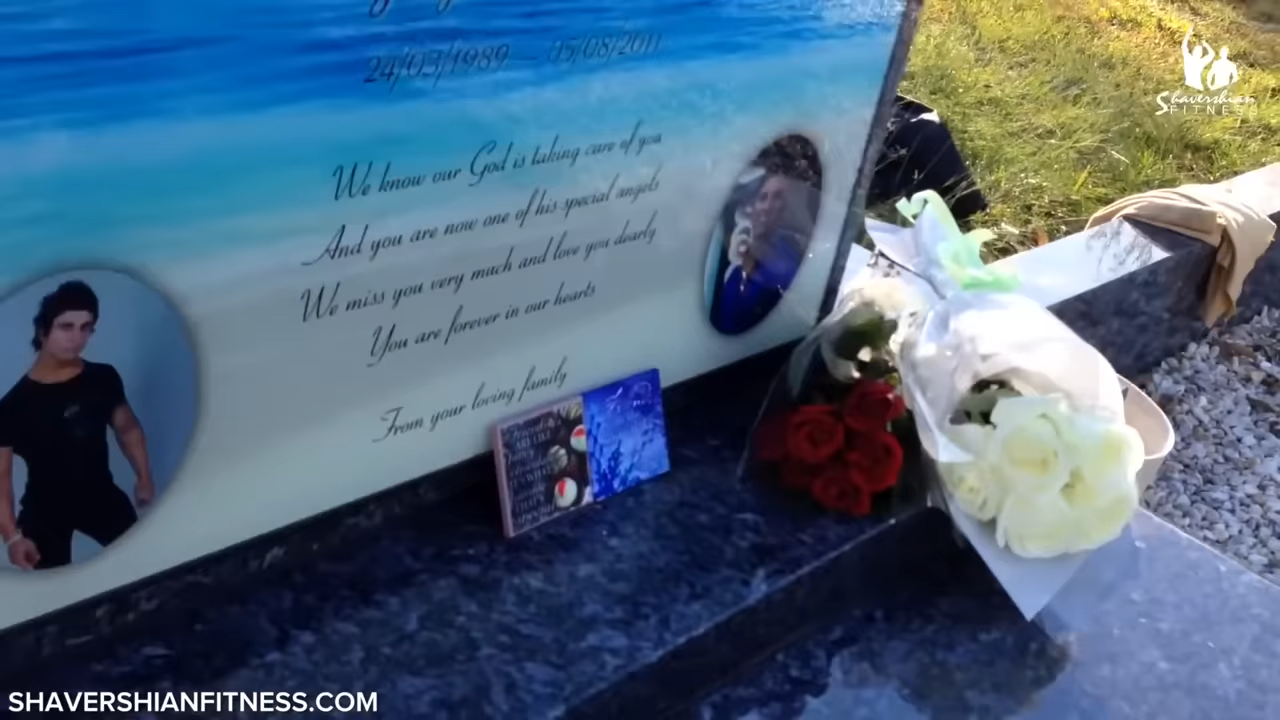 24/03/1989 – 05/08/2011
We know our God is taking care of you
And you are now one of his special angels
We miss you very much and love you dearly
You are forever in our hearts
From your loving family
Shavershian
FITNESS
SHAVERSHIANFITNESS.COM